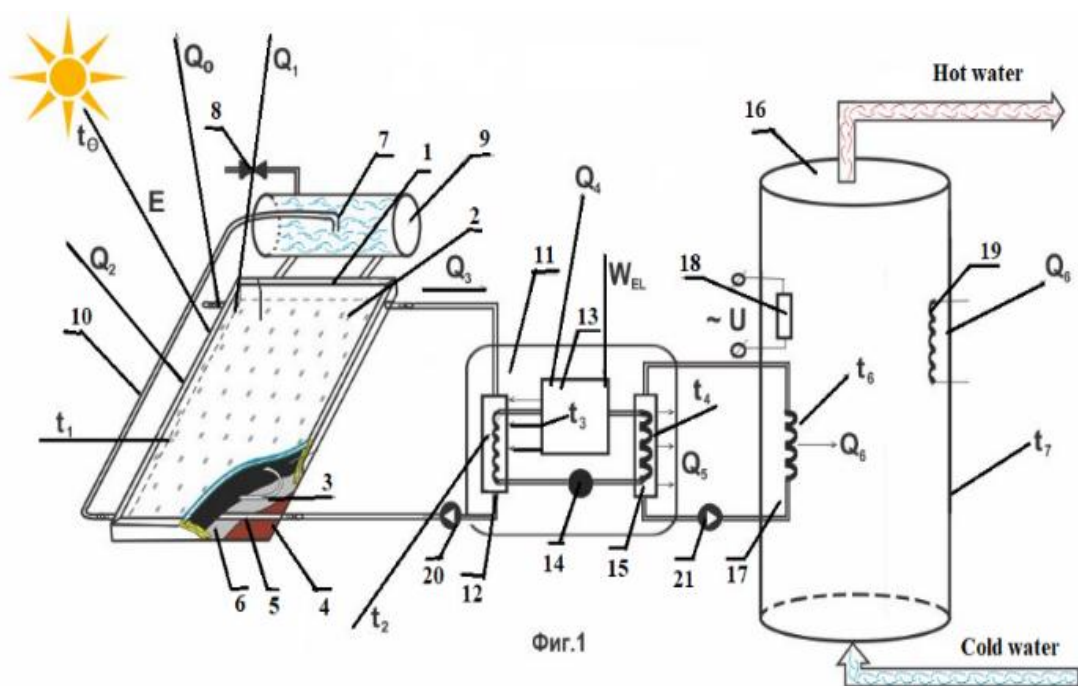 Hot water
Q₀
Q₁
8
7
1
9
16
tΘ
E
Q₄
2
Q₂
Q₃
11
W_EL
18
19
Q₆
13
10
~ U
t₄
t₆
t₃
t₁
Q₅
Q₆
t₇
3
20
12
14
15
21
17
6
5
4
t₂
Фиг.1
Cold water